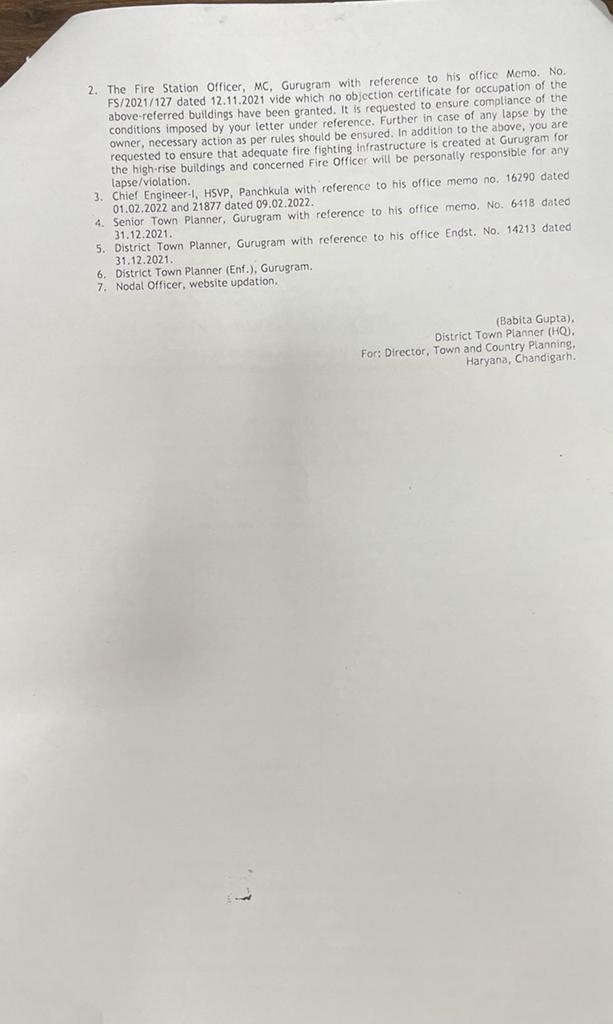 2. The Fire Station Officer, MC, Gurugram with reference to his office Memo. No.
FS/2021/127 dated 12.11.2021 vide which no objection certificate for occupation of the
above-referred buildings have been granted. It is requested to ensure compliance of the
conditions imposed by your letter under reference. Further in case of any lapse by the
owner, necessary action as per rules should be ensured. In addition to the above, you are
requested to ensure that adequate fire fighting infrastructure is created at Gurugram for
the high-rise buildings and concerned Fire Officer will be personally responsible for any
lapse/violation.
3. Chief Engineer-I, HSVP, Panchkula with reference to his office memo no. 16290 dated
01.02.2022 and 21877 dated 09.02.2022.
4. Senior Town Planner, Gurugram with reference to his office memo. No. 6418 dated
31.12.2021.
5. District Town Planner, Gurugram with reference to his office Endst. No. 14213 dated
31.12.2021.
6. District Town Planner (Enf.), Gurugram.
7. Nodal Officer, website updation.
(Babita Gupta),
District Town Planner (HQ),
For: Director, Town and Country Planning,
Haryana, Chandigarh.